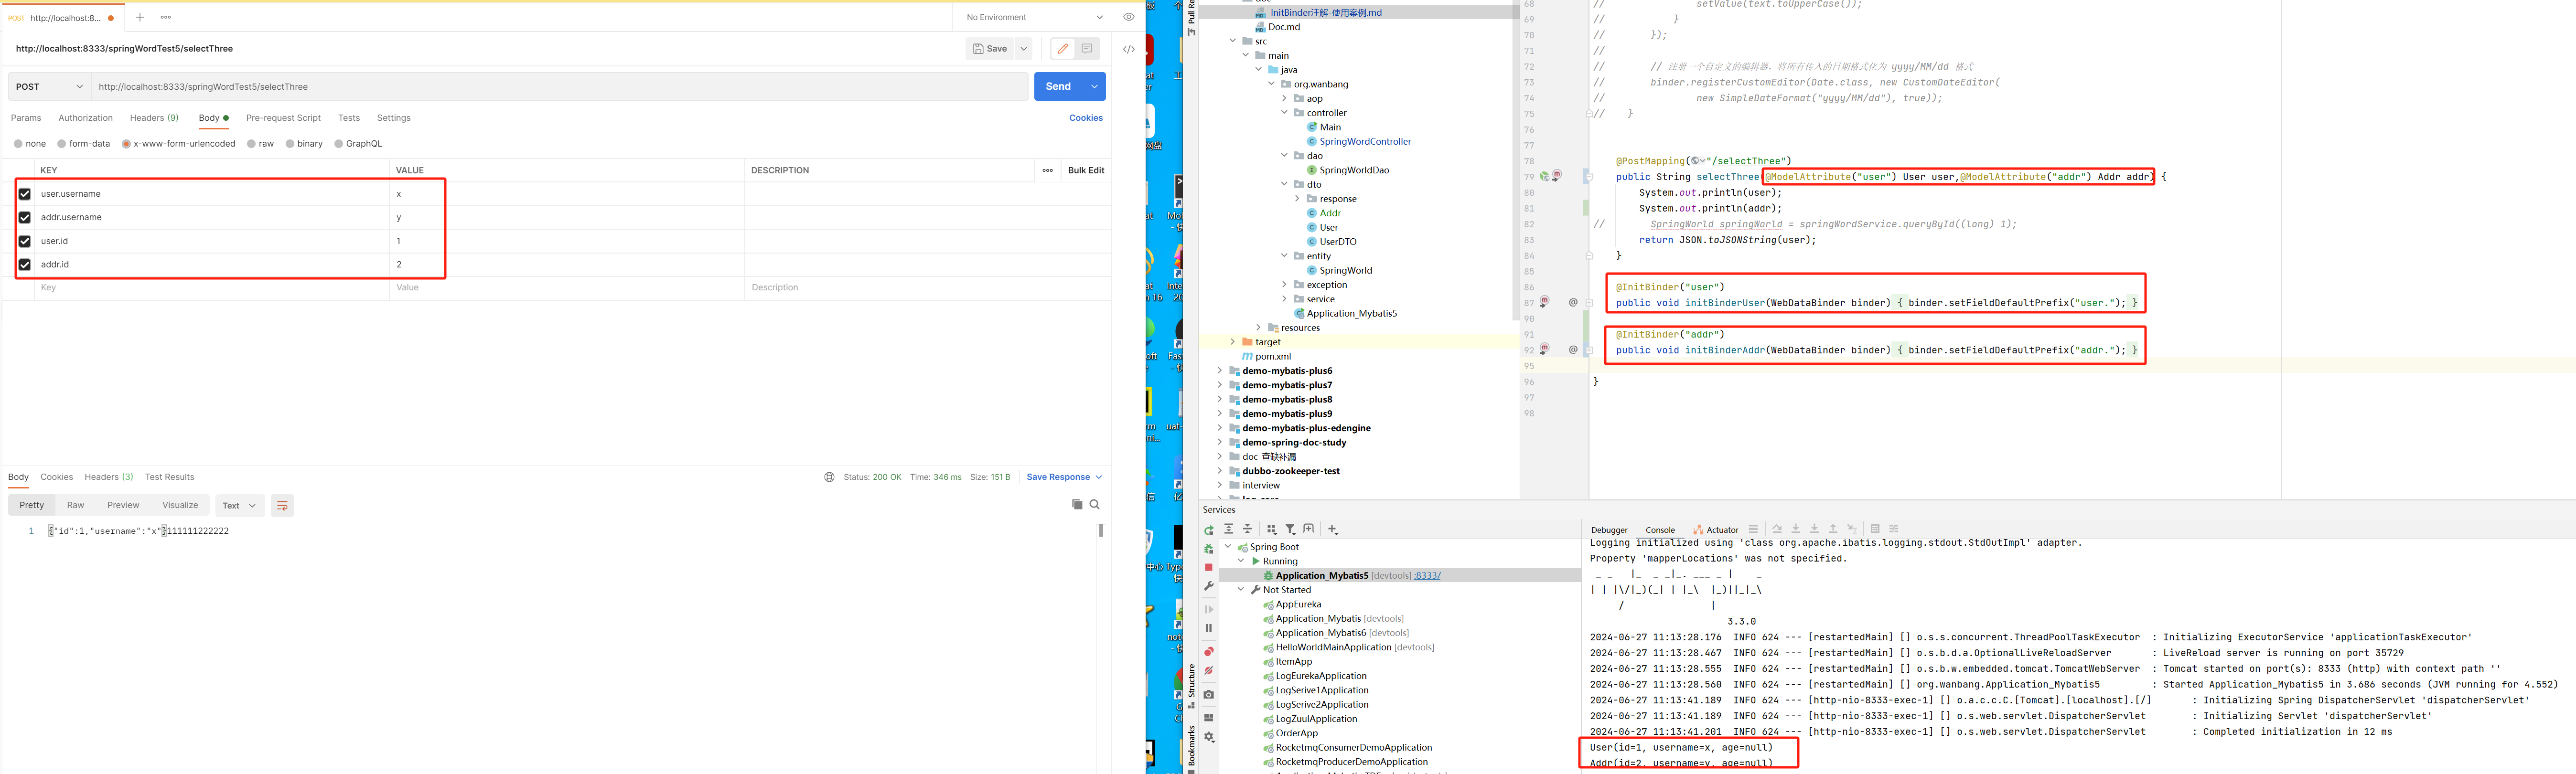 POST http://localhost:8...
No Environment
http://localhost:8333/springWordTest5/selectThree
Save
POST
http://localhost:8333/springWordTest5/selectThree
Send
Params Authorization Headers (9) Body Pre-request Script Tests Settings
Cookies
none form-data x-www-form-urlencoded raw binary GraphQL
KEY VALUE DESCRIPTION
Bulk Edit
user.username x
addr.username y
user.id 1
addr.id 2
Key Value Description
Body Cookies Headers (3) Test Results
Status: 200 OK Time: 346 ms Size: 151 B
Save Response
Pretty Raw Preview Visualize Text
1 {"id":1,"username":"x"}111111222222
InitBinder注解-使用案例.md
Doc.md
src
main
java
org.wanbang
aop
controller
Main
SpringWordController
dao
SpringWorldDao
dto
response
Addr
User
UserDTO
entity
SpringWorld
exception
service
Application_Mybatis5
resources
target
pom.xml
demo-mybatis-plus6
demo-mybatis-plus7
demo-mybatis-plus8
demo-mybatis-plus9
demo-mybatis-plus-edengine
demo-spring-doc-study
doc_查缺补漏
dubbo-zookeeper-test
interview
68 // setValue(text.toUpperCase());
69 // }
70 // });
71 //
72 // // 注册一个自定义的编辑器，将所有传入的日期格式化为 yyyy/MM/dd 格式
73 // binder.registerCustomEditor(Date.class, new CustomDateEditor(
74 // new SimpleDateFormat("yyyy/MM/dd"), true));
75 // }
76
77
78 @PostMapping("/selectThree")
79 public String selectThree(@ModelAttribute("user") User user,@ModelAttribute("addr") Addr addr) {
80 System.out.println(user);
81 System.out.println(addr);
82 // SpringWorld springWorld = springWordService.queryById((long) 1);
83 return JSON.toJSONString(user);
84 }
85
86 @InitBinder("user")
87 public void initBinderUser(WebDataBinder binder) { binder.setFieldDefaultPrefix("user."); }
90
91 @InitBinder("addr")
92 public void initBinderAddr(WebDataBinder binder) { binder.setFieldDefaultPrefix("addr."); }
95
96 }
97
98
Services
Spring Boot
Running
Application_Mybatis5 [devtools] :8333/
Not Started
AppEureka
Application_Mybatis [devtools]
Application_Mybatis6 [devtools]
HelloWorldMainApplication [devtools]
ItemApp
LogEurekaApplication
LogSerive1Application
LogSerive2Application
LogZuulApplication
OrderApp
RocketmqConsumerDemoApplication
RocketmqProducerDemoApplication
Structure
Bookmarks
Debugger Console Actuator
Logging initialized using 'class org.apache.ibatis.logging.stdout.StdOutImpl' adapter.
Property 'mapperLocations' was not specified.
3.3.0
2024-06-27 11:13:28.176 INFO 624 --- [restartedMain] [] o.s.s.concurrent.ThreadPoolTaskExecutor : Initializing ExecutorService 'applicationTaskExecutor'
2024-06-27 11:13:28.467 INFO 624 --- [restartedMain] [] o.s.b.d.a.OptionalLiveReloadServer : LiveReload server is running on port 35729
2024-06-27 11:13:28.555 INFO 624 --- [restartedMain] [] o.s.b.w.embedded.tomcat.TomcatWebServer : Tomcat started on port(s): 8333 (http) with context path ''
2024-06-27 11:13:28.560 INFO 624 --- [restartedMain] [] org.wanbang.Application_Mybatis5 : Started Application_Mybatis5 in 3.686 seconds (JVM running for 4.552)
2024-06-27 11:13:41.189 INFO 624 --- [http-nio-8333-exec-1] [] o.a.c.c.C.[Tomcat].[localhost].[/] : Initializing Spring DispatcherServlet 'dispatcherServlet'
2024-06-27 11:13:41.189 INFO 624 --- [http-nio-8333-exec-1] [] o.s.web.servlet.DispatcherServlet : Initializing Servlet 'dispatcherServlet'
2024-06-27 11:13:41.201 INFO 624 --- [http-nio-8333-exec-1] [] o.s.web.servlet.DispatcherServlet : Completed initialization in 12 ms
User(id=1, username=x, age=null)
Addr(id=2, username=y, age=null)